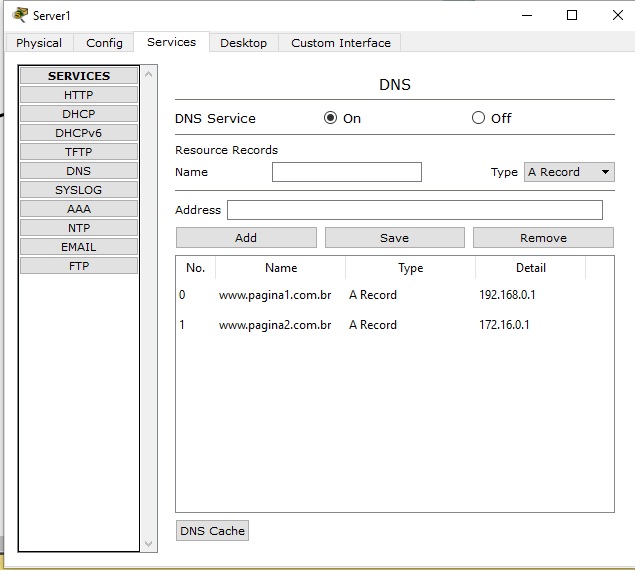 Server1
Physical Config Services Desktop Custom Interface
SERVICES
HTTP
DHCP
DHCPv6
TFTP
DNS
SYSLOG
AAA
NTP
EMAIL
FTP
DNS
DNS Service On Off
Resource Records
Name Type A Record
Address
Add Save Remove
No. Name Type Detail
0 www.pagina1.com.br A Record 192.168.0.1
1 www.pagina2.com.br A Record 172.16.0.1
DNS Cache